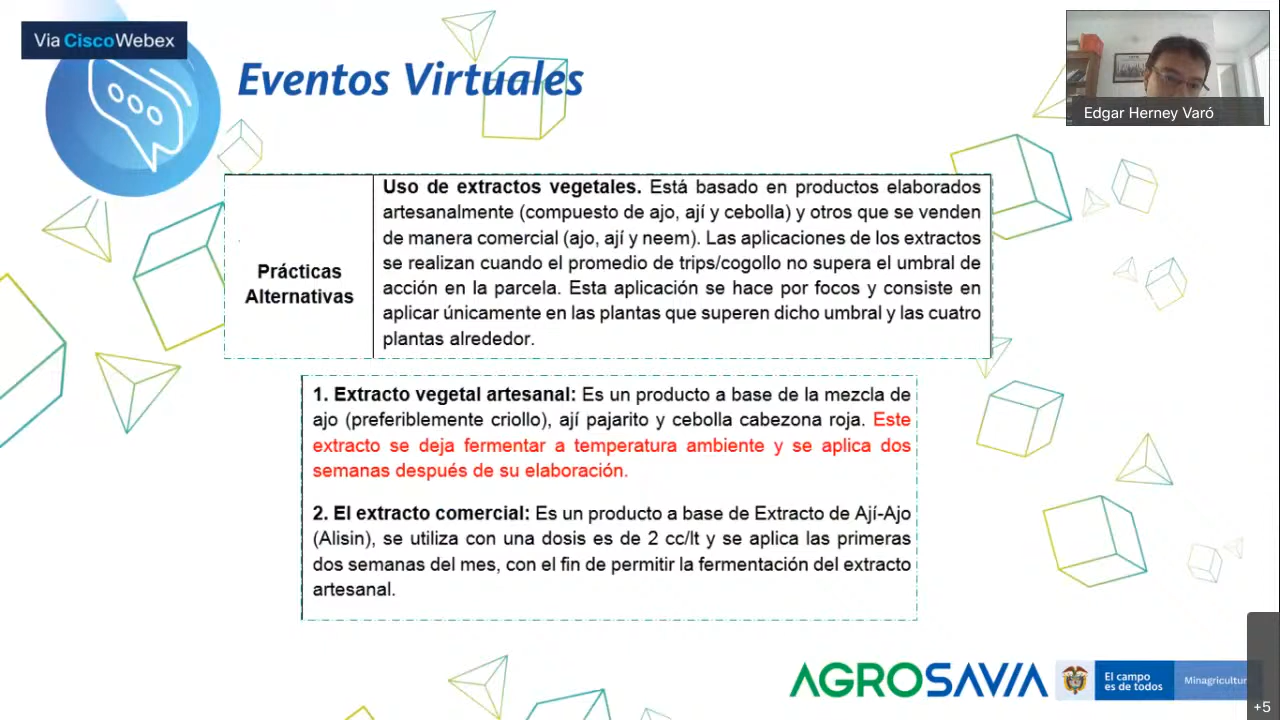 Via CiscoWebex
Eventos Virtuales
Edgar Herney Varó
Prácticas
Alternativas
Uso de extractos vegetales. Está basado en productos elaborados
artesanalmente (compuesto de ajo, ají y cebolla) y otros que se venden
de manera comercial (ajo, ají y neem). Las aplicaciones de los extractos
se realizan cuando el promedio de trips/cogollo no supera el umbral de
acción en la parcela. Esta aplicación se hace por focos y consiste en
aplicar únicamente en las plantas que superen dicho umbral y las cuatro
plantas alrededor.
1. Extracto vegetal artesanal: Es un producto a base de la mezcla de
ajo (preferiblemente criollo), ají pajarito y cebolla cabezona roja. Este
extracto se deja fermentar a temperatura ambiente y se aplica dos
semanas después de su elaboración.
2. El extracto comercial: Es un producto a base de Extracto de Ají-Ajo
(Alisin), se utiliza con una dosis es de 2 cc/lt y se aplica las primeras
dos semanas del mes, con el fin de permitir la fermentación del extracto
artesanal.
AGROSAVIA
El campo
es de todos
Minagricultur
+5